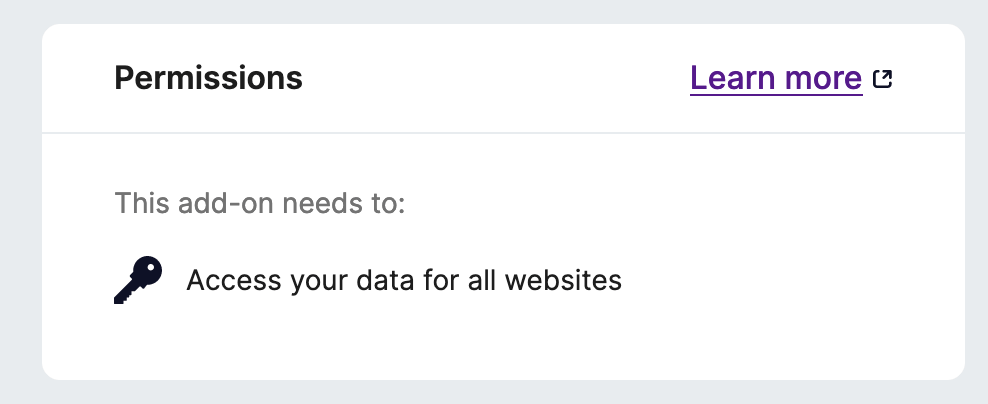 Permissions
Learn more
This add-on needs to:
Access your data for all websites